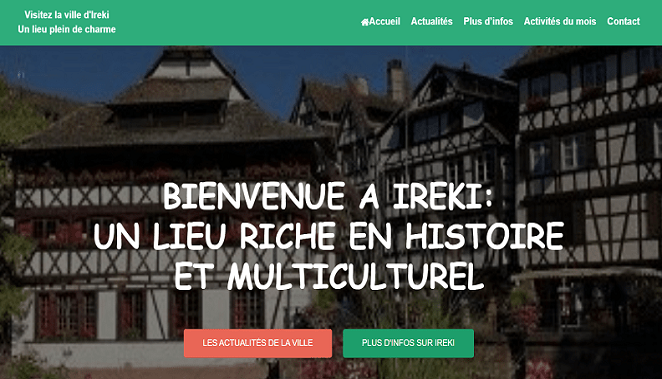 Visitez la ville d'Ireki
Un lieu plein de charme
Accueil Actualités Plus d'infos Activités du mois Contact
BIENVENUE A IREKI:
UN LIEU RICHE EN HISTOIRE
ET MULTICULTUREL
LES ACTUALITÉS DE LA VILLE PLUS D'INFOS SUR IREKI